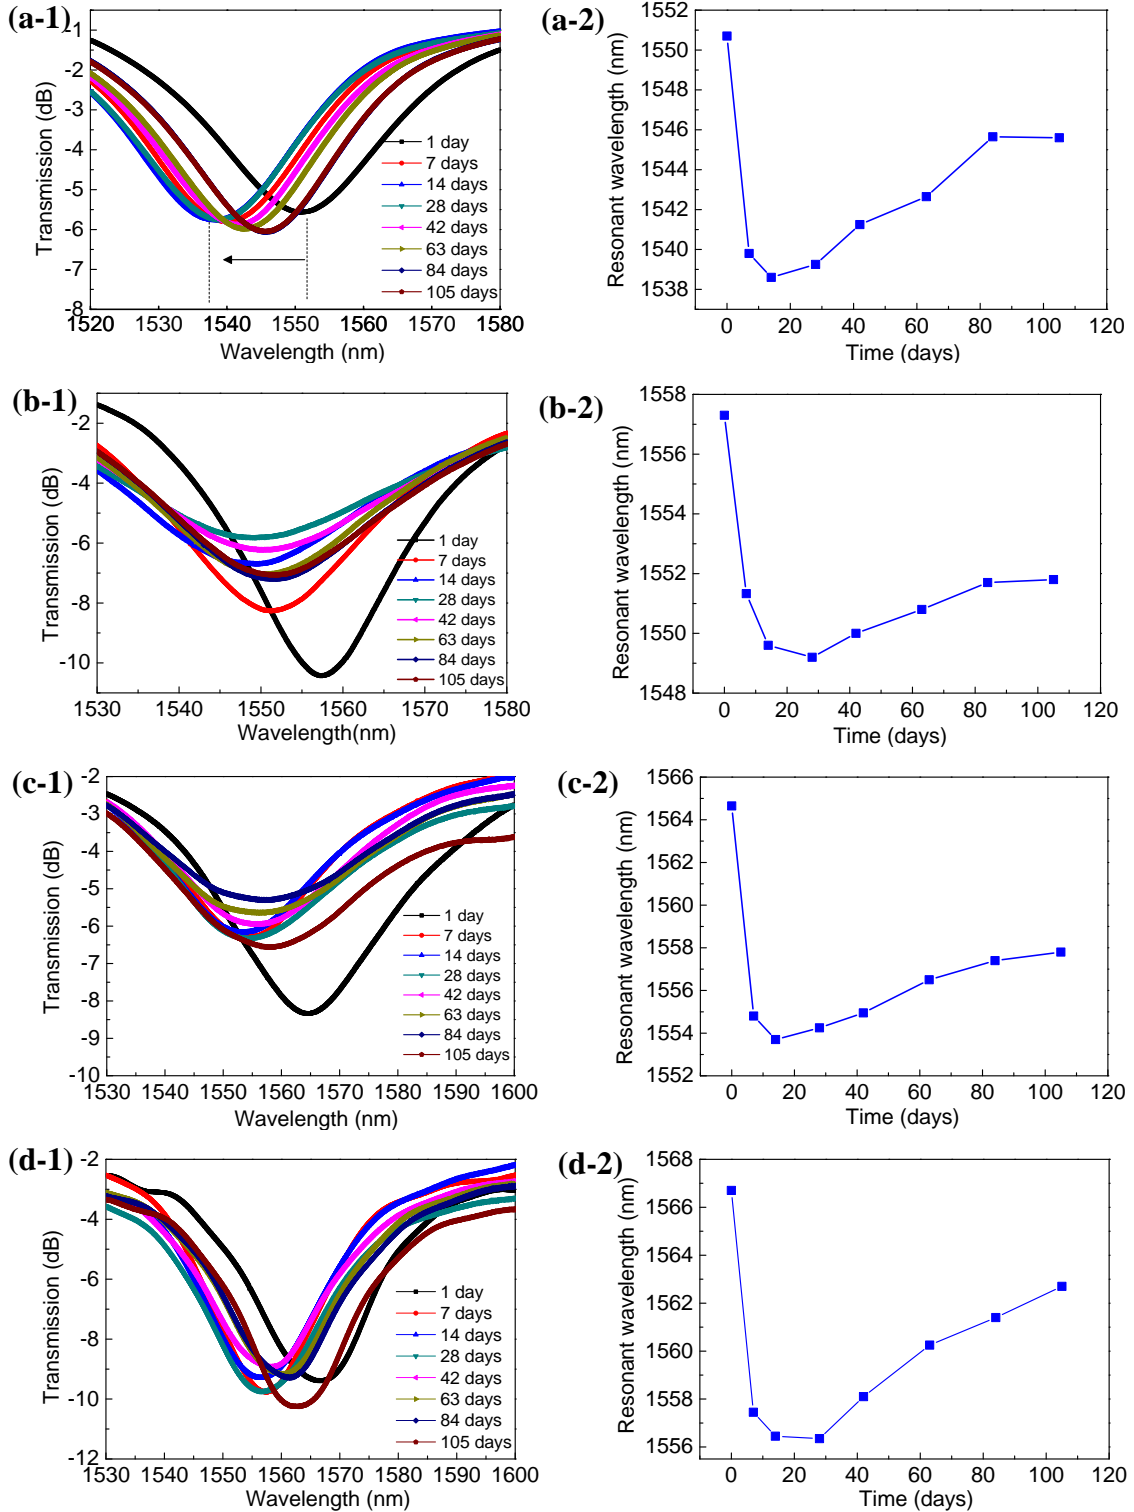 (a-1)
-1
-2
-3
-4
-5
-6
-7
-8
Transmission (dB)
1 day
7 days
14 days
28 days
42 days
63 days
84 days
105 days
1520 1530 1540 1550 1560 1570 1580
Wavelength (nm)
(a-2)
1552
1550
1548
1546
1544
1542
1540
1538
Resonant wavelength (nm)
0 20 40 60 80 100 120
Time (days)
(b-1)
-2
-4
-6
-8
-10
Transmission (dB)
1 day
7 days
14 days
28 days
42 days
63 days
84 days
105 days
1530 1540 1550 1560 1570 1580
Wavelength(nm)
(b-2)
1558
1556
1554
1552
1550
1548
Resonant wavelength (nm)
0 20 40 60 80 100 120
Time (days)
(c-1)
-2
-3
-4
-5
-6
-7
-8
-9
-10
Transmission (dB)
1 day
7 days
14 days
28 days
42 days
63 days
84 days
105 days
1530 1540 1550 1560 1570 1580 1590 1600
Wavelength (nm)
(c-2)
1566
1564
1562
1560
1558
1556
1554
1552
Resonant wavelength (nm)
0 20 40 60 80 100 120
Time (days)
(d-1)
-2
-4
-6
-8
-10
-12
Transmission (dB)
1 day
7 days
14 days
28 days
42 days
63 days
84 days
105 days
1530 1540 1550 1560 1570 1580 1590 1600
Wavelength (nm)
(d-2)
1568
1566
1564
1562
1560
1558
1556
Resonant wavelength (nm)
0 20 40 60 80 100 120
Time (days)